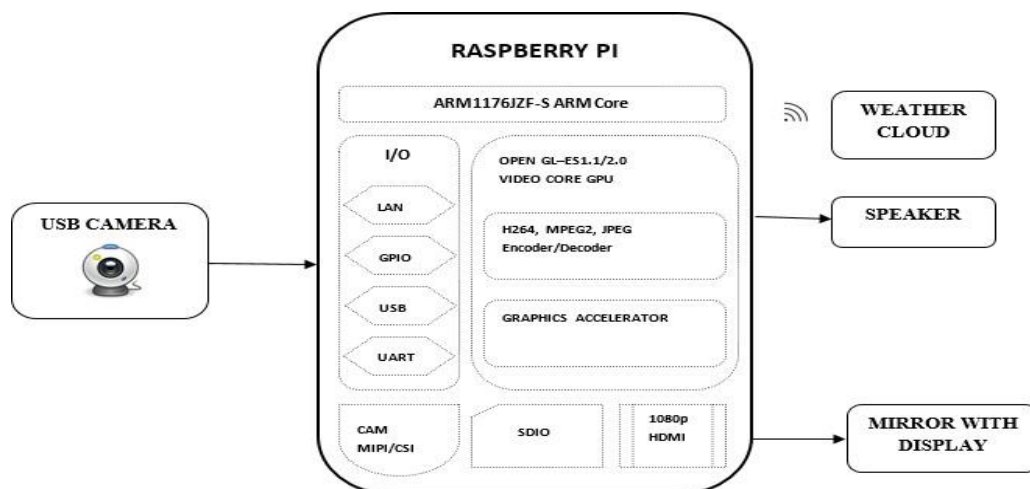 RASPBERRY PI
ARM1176JZF-S ARM Core
I/O
LAN
GPIO
USB
UART
OPEN GL–ES1.1/2.0
VIDEO CORE GPU
H264, MPEG2, JPEG
Encoder/Decoder
GRAPHICS ACCELERATOR
CAM
MIPI/CSI
SDIO
1080p
HDMI
USB CAMERA
WEATHER
CLOUD
SPEAKER
MIRROR WITH
DISPLAY